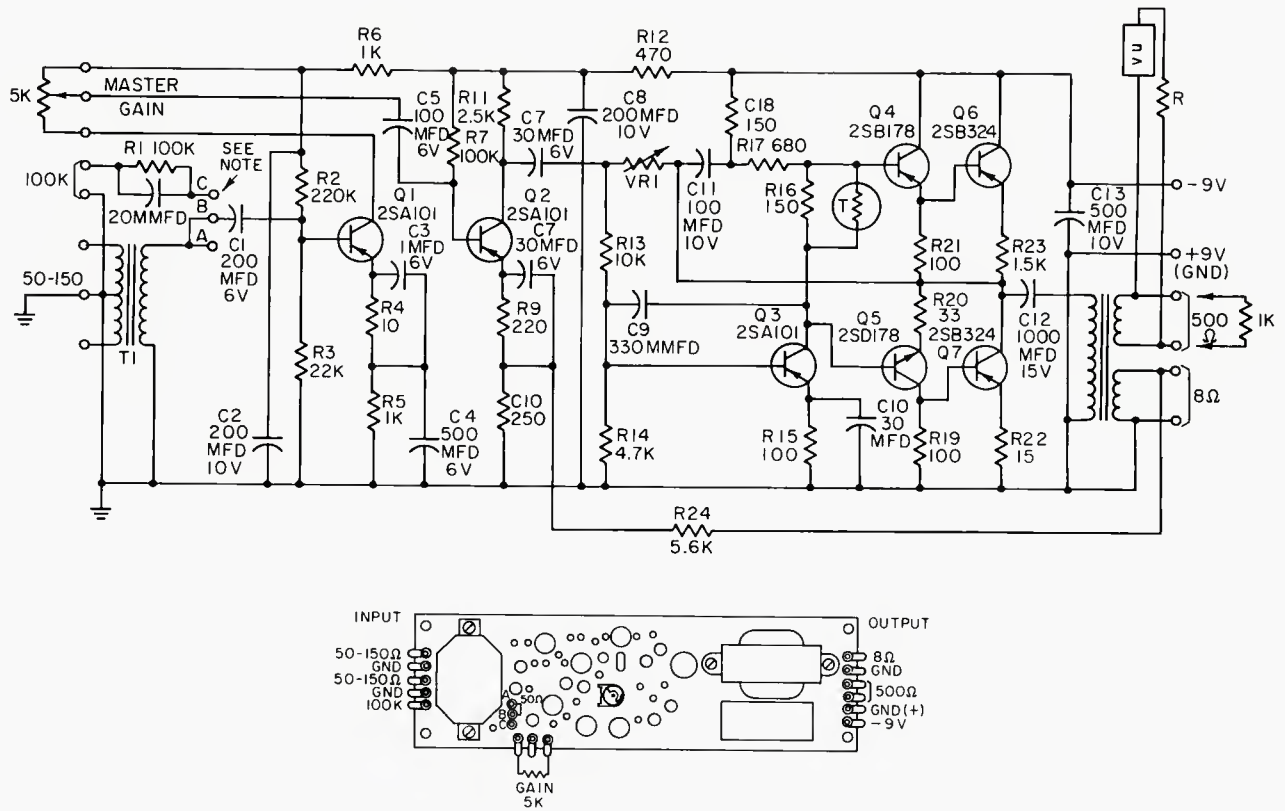 R6
1K
R12
470
VU
5K
MASTER
GAIN
C5
100
MFD
6V
R11
2.5K
C7
30MFD
6V
C8
200MFD
10V
C18
150
Q4
2SB178
Q6
2SB324
R
R1 100K
SEE
NOTE
R7
100K
R17 680
VR1
100K
C
B
A
20MMFD
R2
220K
Q1
2SA101
Q2
2SA101
C11
100
MFD
10V
R16
150
T
C13
500
MFD
10V
-9V
C1
200
MFD
6V
C3
1MFD
6V
C7
30MFD
6V
R13
10K
R21
100
R23
1.5K
+9V
(GND)
50-150
T1
R4
10
R9
220
C9
330MMFD
Q3
2SA101
Q5
2SD178
R20
33
2SB324
Q7
C12
1000
MFD
15V
500
Ω
1K
R3
22K
R5
1K
C10
250
8Ω
C2
200
MFD
10V
C4
500
MFD
6V
R14
4.7K
R15
100
C10
30
MFD
R19
100
R22
15
R24
5.6K
INPUT
OUTPUT
50-150Ω
GND
50-150Ω
GND
100K
A
B
C
50Ω
8Ω
GND
500Ω
GND(+)
-9V
GAIN
5K